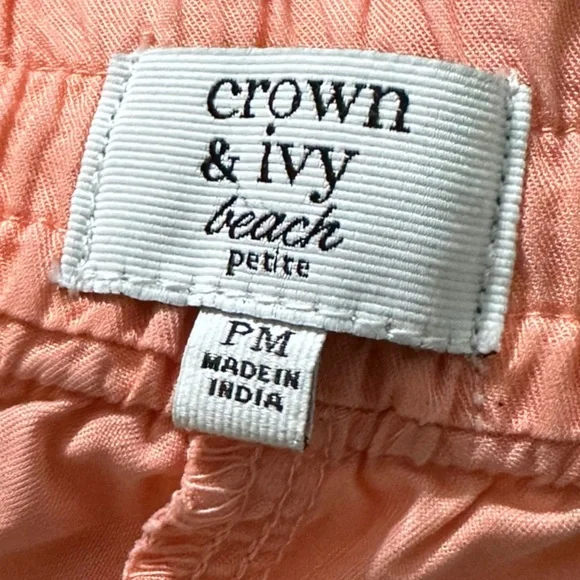 crown
& ivy
beach
petite
PM
MADE IN
INDIA